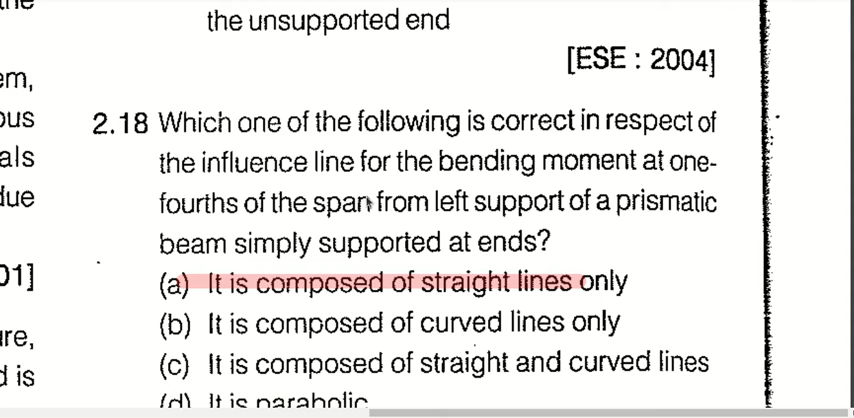 the
the unsupported end
[ESE : 2004]
em,
ous
als
due
2.18 Which one of the following is correct in respect of
the influence line for the bending moment at one-
fourths of the span from left support of a prismatic
beam simply supported at ends?
(a) It is composed of straight lines only
01]
(b) It is composed of curved lines only
ure,
(c) It is composed of straight and curved lines
d is
(d) It is parabolic